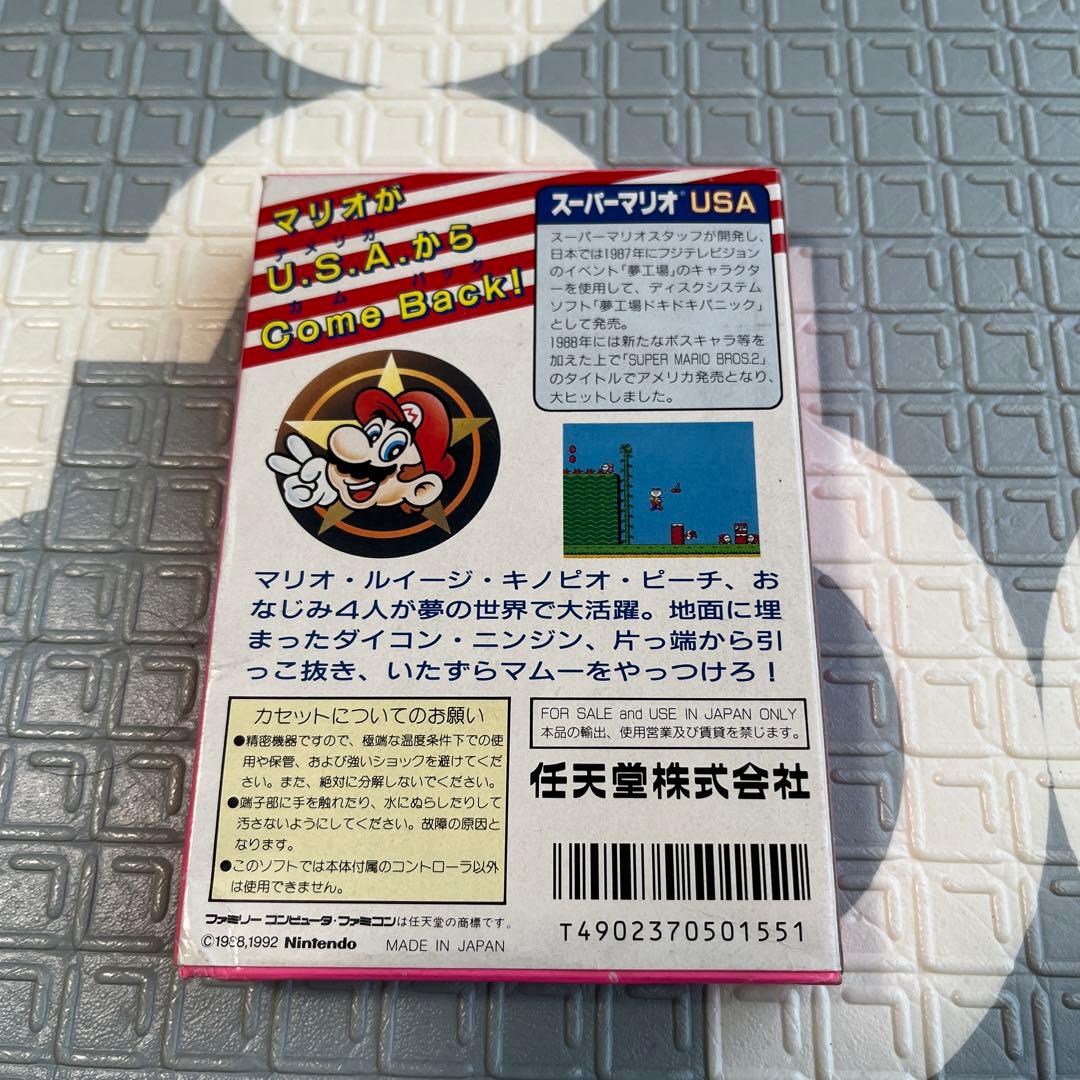 マリオが
アメリカ
U.S.A.から
カム バック
Come Back!
スーパーマリオ® USA
スーパーマリオスタッフが開発し、
日本では1987年にフジテレビジョン
のイベント「夢工場」のキャラクタ
ーを使用して、ディスクシステム
ソフト「夢工場ドキドキパニック」
として発売。
1988年には新たなボスキャラ等を
加えた上で「SUPER MARIO BROS.2」
のタイトルでアメリカ発売となり、
大ヒットしました。
マリオ・ルイージ・キノピオ・ピーチ、お
なじみ4人が夢の世界で大活躍。地面に埋
まったダイコン・ニンジン、片っ端から引
っこ抜き、いたずらマムーをやっつけろ!
カセットについてのお願い
●精密機器ですので、極端な温度条件下での使
用や保管、および強いショックを避けてくだ
さい。また、絶対に分解しないでください。
●端子部に手を触れたり、水にぬらしたりして
汚さないようにしてください。故障の原因と
なります。
●このソフトでは本体付属のコントローラ以外
は使用できません。
ファミリーコンピュータ・ファミコンは任天堂の商標です。
©1988,1992 Nintendo MADE IN JAPAN
FOR SALE and USE IN JAPAN ONLY
本品の輸出、使用営業及び賃貸を禁じます。
任天堂株式会社
T4902370501551